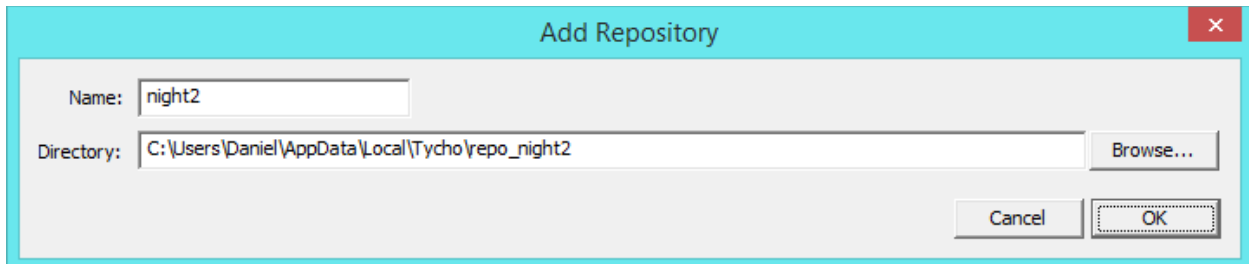 Add Repository
Name: night2
Directory: C:\Users\Daniel\AppData\Local\Tycho\repo_night2 Browse...
Cancel OK